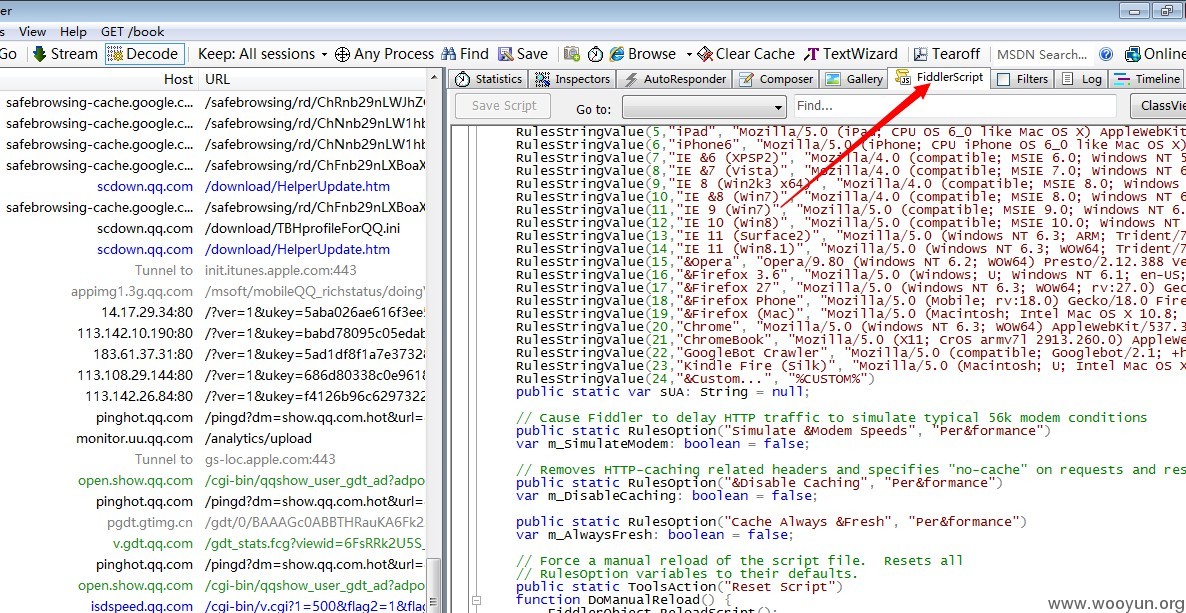 er
s View Help GET /book
Go Stream Decode Keep: All sessions Any Process Find Save Browse Clear Cache TextWizard Tearoff MSDN Search... Online
Host URL
safebrowsing-cache.google.c... /safebrowsing/rd/ChRnb29nLWJhZ
safebrowsing-cache.google.c... /safebrowsing/rd/ChNnb29nLW1hb
safebrowsing-cache.google.c... /safebrowsing/rd/ChNnb29nLW1hb
safebrowsing-cache.google.c... /safebrowsing/rd/ChFnb29nLXBoaX
scdown.qq.com /download/HelperUpdate.htm
safebrowsing-cache.google.c... /safebrowsing/rd/ChFnb29nLXBoaX
scdown.qq.com /download/TBHprofileForQQ.ini
scdown.qq.com /download/HelperUpdate.htm
Tunnel to init.itunes.apple.com:443
appimg1.3g.qq.com /msoft/mobileQQ_richstatus/doing
14.17.29.34:80 /?ver=1&ukey=5aba026ae616f3ee
113.142.10.190:80 /?ver=1&ukey=babd78095c05edab
183.61.37.31:80 /?ver=1&ukey=5ad1df8f1a7e3732
113.108.29.144:80 /?ver=1&ukey=686d80338c0e961
113.142.26.84:80 /?ver=1&ukey=f4126b96c6297322
pinghot.qq.com /pingd?dm=show.qq.com.hot&url=
monitor.uu.qq.com /analytics/upload
Tunnel to gs-loc.apple.com:443
open.show.qq.com /cgi-bin/qqshow_user_gdt_ad?adpo
pinghot.qq.com /pingd?dm=show.qq.com.hot&url=
pgdt.gtimg.cn /gdt/0/BAAAGc0ABBTHRauKA6Fk2
v.gdt.qq.com /gdt_stats.fcg?viewid=6FsRRk2U5S_
pinghot.qq.com /pingd?dm=show.qq.com.hot&url=
open.show.qq.com /cgi-bin/qqshow_user_gdt_ad?adpo
isdspeed.qq.com /cgi-bin/v.cgi?1=500&flag2=1&flag
Statistics Inspectors AutoResponder Composer Gallery FiddlerScript Filters Log Timeline
Save Script Go to: Find... ClassVie
RulesStringValue(5,"iPad", "Mozilla/5.0 (iPad; CPU OS 6_0 like Mac OS X) AppleWebKit
RulesStringValue(6,"iPhone6", "Mozilla/5.0 (iPhone; CPU iPhone OS 6_0 like Mac OS X)
RulesStringValue(7,"IE &6 (XPSP2)", "Mozilla/4.0 (compatible; MSIE 6.0; Windows NT 5
RulesStringValue(8,"IE &7 (Vista)", "Mozilla/4.0 (compatible; MSIE 7.0; Windows NT 6
RulesStringValue(9,"IE 8 (Win2k3 x64)", "Mozilla/4.0 (compatible; MSIE 8.0; Windows
RulesStringValue(10,"IE &8 (Win7)", "Mozilla/4.0 (compatible; MSIE 8.0; Windows NT 6
RulesStringValue(11,"IE 9 (Win7)", "Mozilla/5.0 (compatible; MSIE 9.0; Windows NT 6.
RulesStringValue(12,"IE 10 (Win8)", "Mozilla/5.0 (compatible; MSIE 10.0; Windows NT
RulesStringValue(13,"IE 11 (Surface2)", "Mozilla/5.0 (Windows NT 6.3; ARM; Trident/7
RulesStringValue(14,"IE 11 (Win8.1)", "Mozilla/5.0 (Windows NT 6.3; WOW64; Trident/7
RulesStringValue(15,"&Opera", "Opera/9.80 (Windows NT 6.2; WOW64) Presto/2.12.388 Ve
RulesStringValue(16,"&Firefox 3.6", "Mozilla/5.0 (Windows; U; Windows NT 6.1; en-US;
RulesStringValue(17,"&Firefox 27", "Mozilla/5.0 (Windows NT 6.3; WOW64; rv:27.0) Gec
RulesStringValue(18,"&Firefox Phone", "Mozilla/5.0 (Mobile; rv:18.0) Gecko/18.0 Fire
RulesStringValue(19,"&Firefox (Mac)", "Mozilla/5.0 (Macintosh; Intel Mac OS X 10.8;
RulesStringValue(20,"Chrome", "Mozilla/5.0 (Windows NT 6.3; WOW64) AppleWebKit/537.3
RulesStringValue(21,"ChromeBook", "Mozilla/5.0 (X11; CrOS armv7l 2913.260.0) AppleWe
RulesStringValue(22,"GoogleBot Crawler", "Mozilla/5.0 (compatible; Googlebot/2.1; +h
RulesStringValue(23,"Kindle Fire (Silk)", "Mozilla/5.0 (Macintosh; U; Intel Mac OS X
RulesStringValue(24,"&Custom...", "%CUSTOM%")
public static var sUA: String = null;
// Cause Fiddler to delay HTTP traffic to simulate typical 56k modem conditions
public static RulesOption("Simulate &Modem Speeds", "Per&formance")
var m_SimulateModem: boolean = false;
// Removes HTTP-caching related headers and specifies "no-cache" on requests and res
public static RulesOption("&Disable Caching", "Per&formance")
var m_DisableCaching: boolean = false;
public static RulesOption("Cache Always &Fresh", "Per&formance")
var m_AlwaysFresh: boolean = false;
// Force a manual reload of the script file. Resets all
// RulesOption variables to their defaults.
public static ToolsAction("Reset Script")
function DoManualReload() {
FiddlerObject.ReloadScript();
www.wooyun.org